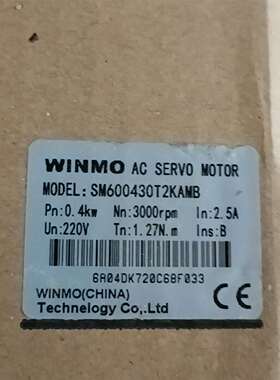 WINMO AC SERVO MOTOR
MODEL: SM600430T2KAMB
Pn:0.4kw Nn:3000rpm In:2.5A
Un:220V Tn:1.27N.m Ins:B
6A04DK720C68F033
WINMO(CHINA)
Technelogy Co,.Ltd
CE